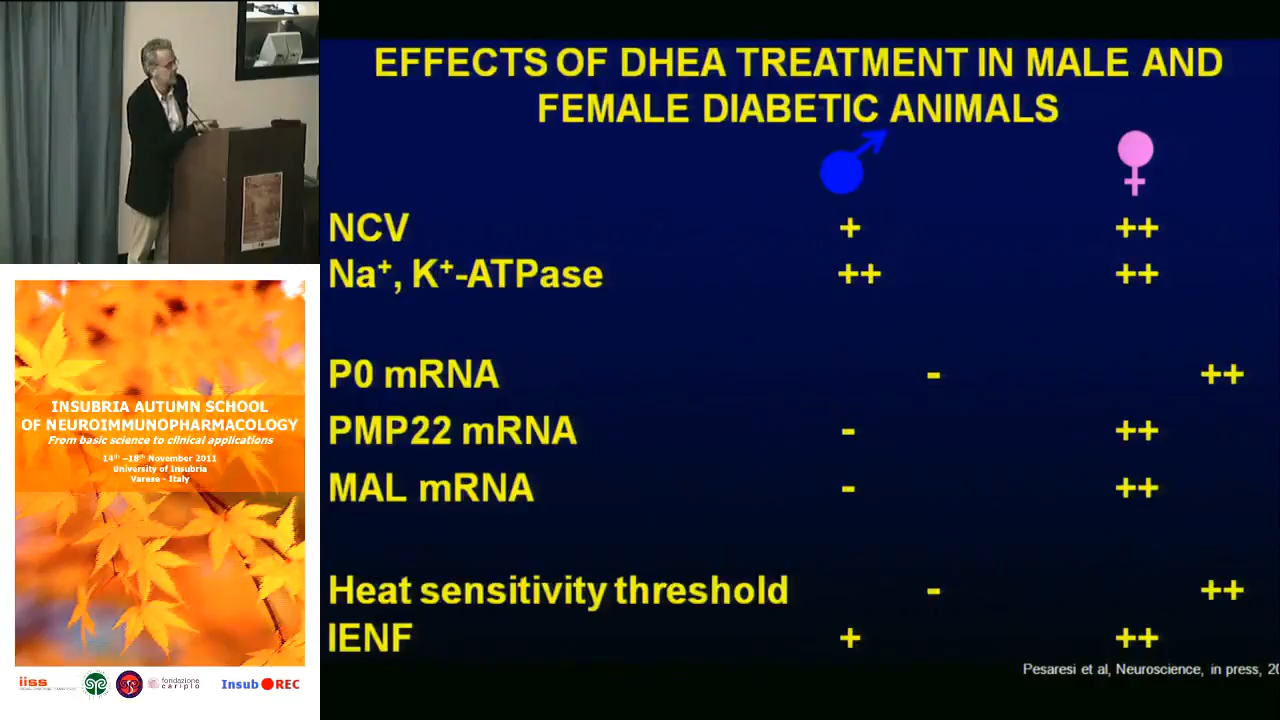 EFFECTS OF DHEA TREATMENT IN MALE AND
FEMALE DIABETIC ANIMALS
NCV + ++
Na⁺, K⁺-ATPase ++ ++
P0 mRNA - ++
PMP22 mRNA - ++
MAL mRNA - ++
Heat sensitivity threshold - ++
IENF + ++
Pesaresi et al, Neuroscience, in press, 20
INSUBRIA AUTUMN SCHOOL
OF NEUROIMMUNOPHARMACOLOGY
From basic science to clinical applications
14th –18th November 2011
University of Insubria
Varese - Italy
iiss
fondazione
cariplo
Insub REC